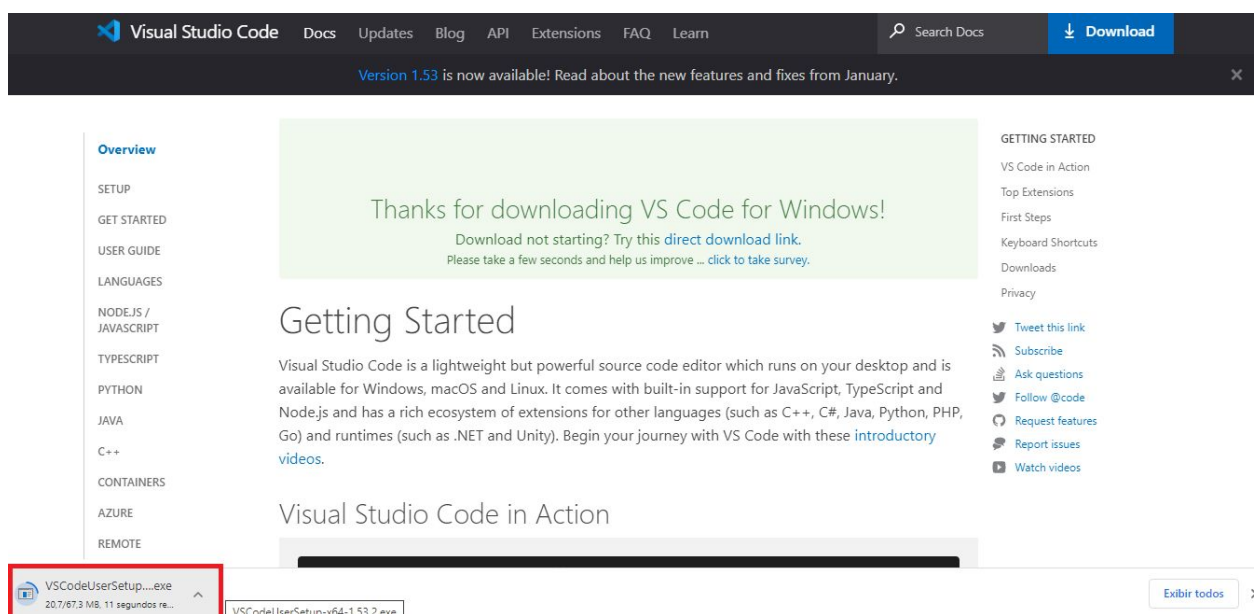 Visual Studio Code Docs Updates Blog API Extensions FAQ Learn Search Docs Download
Version 1.53 is now available! Read about the new features and fixes from January.
Overview
SETUP
GET STARTED
USER GUIDE
LANGUAGES
NODE.JS /
JAVASCRIPT
TYPESCRIPT
PYTHON
JAVA
C++
CONTAINERS
AZURE
REMOTE
Thanks for downloading VS Code for Windows!
Download not starting? Try this direct download link.
Please take a few seconds and help us improve ... click to take survey.
Getting Started
Visual Studio Code is a lightweight but powerful source code editor which runs on your desktop and is
available for Windows, macOS and Linux. It comes with built-in support for JavaScript, TypeScript and
Node.js and has a rich ecosystem of extensions for other languages (such as C++, C#, Java, Python, PHP,
Go) and runtimes (such as .NET and Unity). Begin your journey with VS Code with these introductory
videos.
Visual Studio Code in Action
GETTING STARTED
VS Code in Action
Top Extensions
First Steps
Keyboard Shortcuts
Downloads
Privacy
Tweet this link
Subscribe
Ask questions
Follow @code
Request features
Report issues
Watch videos
VSCodeUserSetup....exe
20,7/67,3 MB, 11 segundos re...
VSCodeUserSetup-x64-1.53.2.exe
Exibir todos